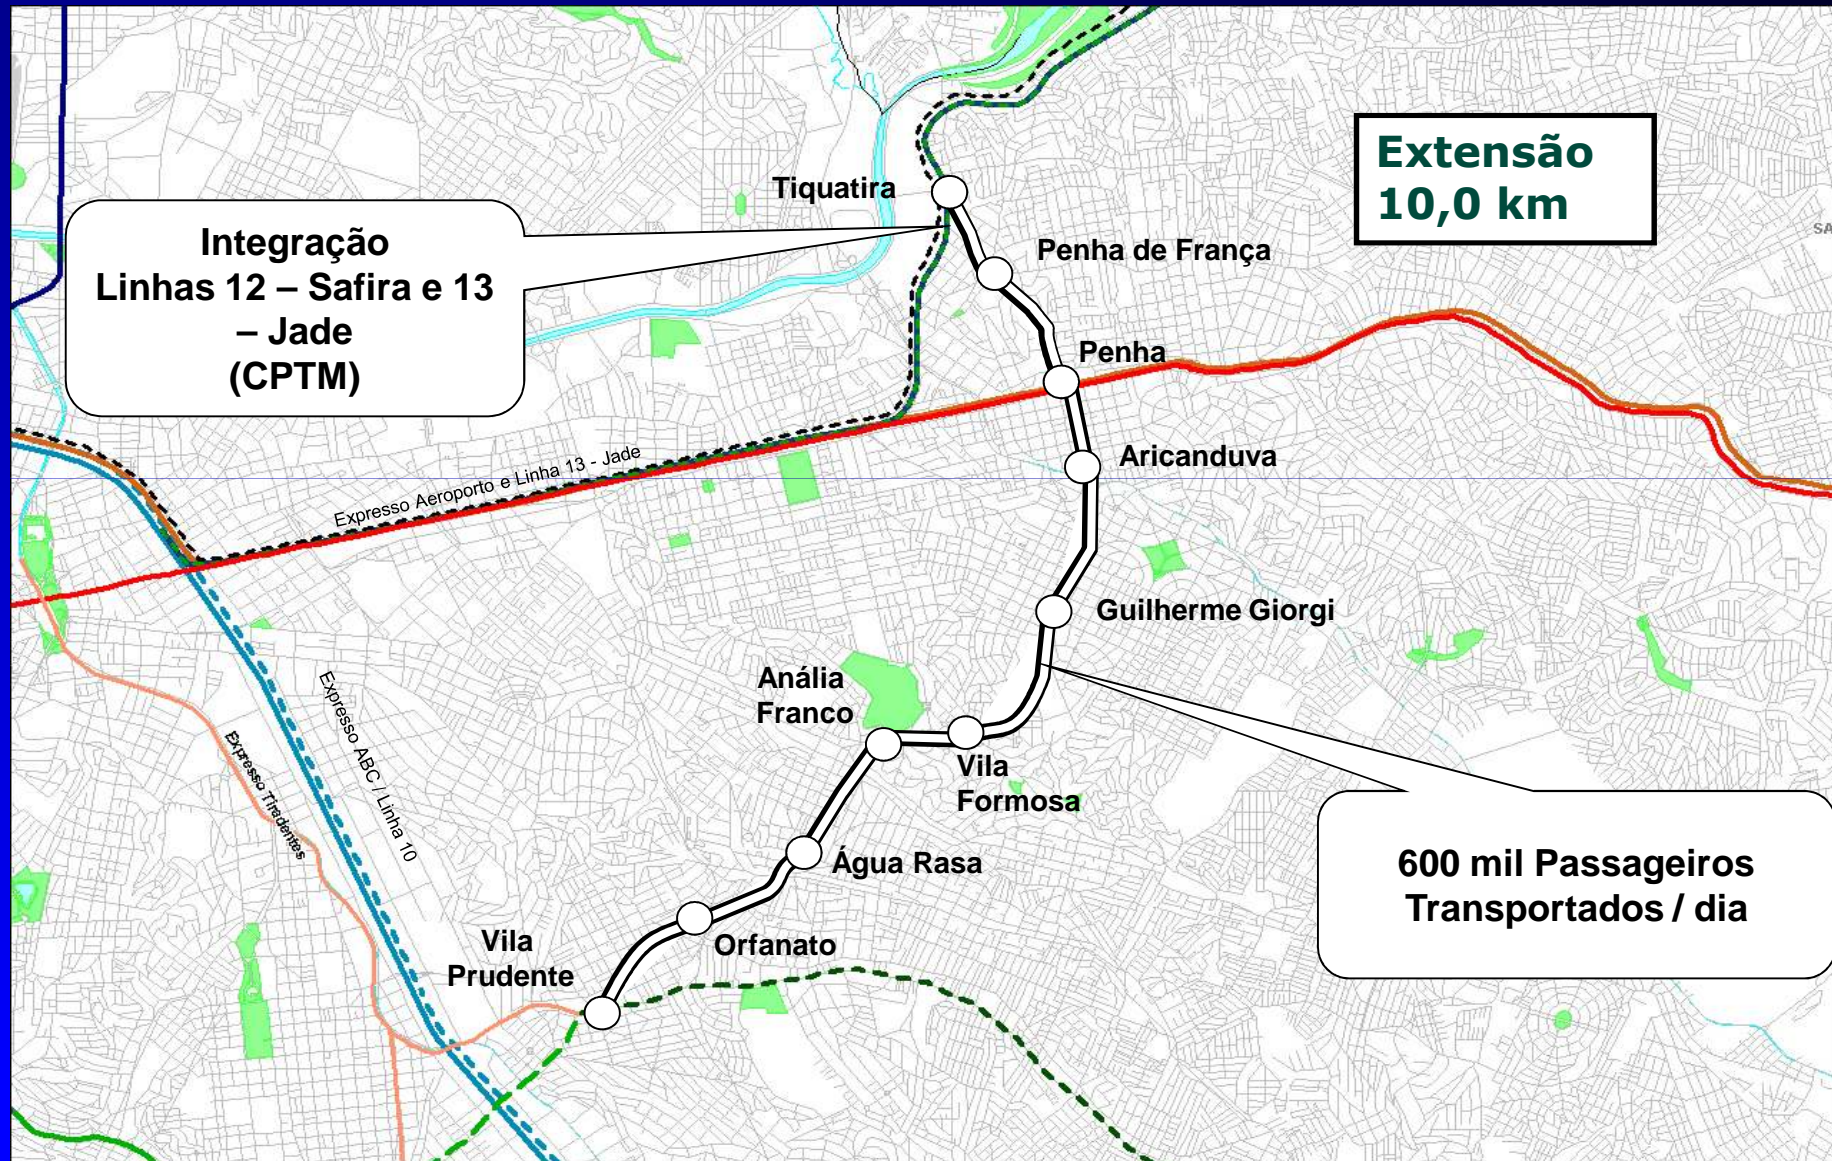 Extensão
10,0 km
SA
Tiquatira
Integração
Linhas 12 – Safira e 13
– Jade
(CPTM)
Penha de França
Penha
Aricanduva
Expresso Aeroporto e Linha 13 - Jade
Guilherme Giorgi
Anália
Franco
Expresso ABC / Linha 10
Expresso Tiradentes
Vila
Formosa
Água Rasa
600 mil Passageiros
Transportados / dia
Vila
Prudente
Orfanato